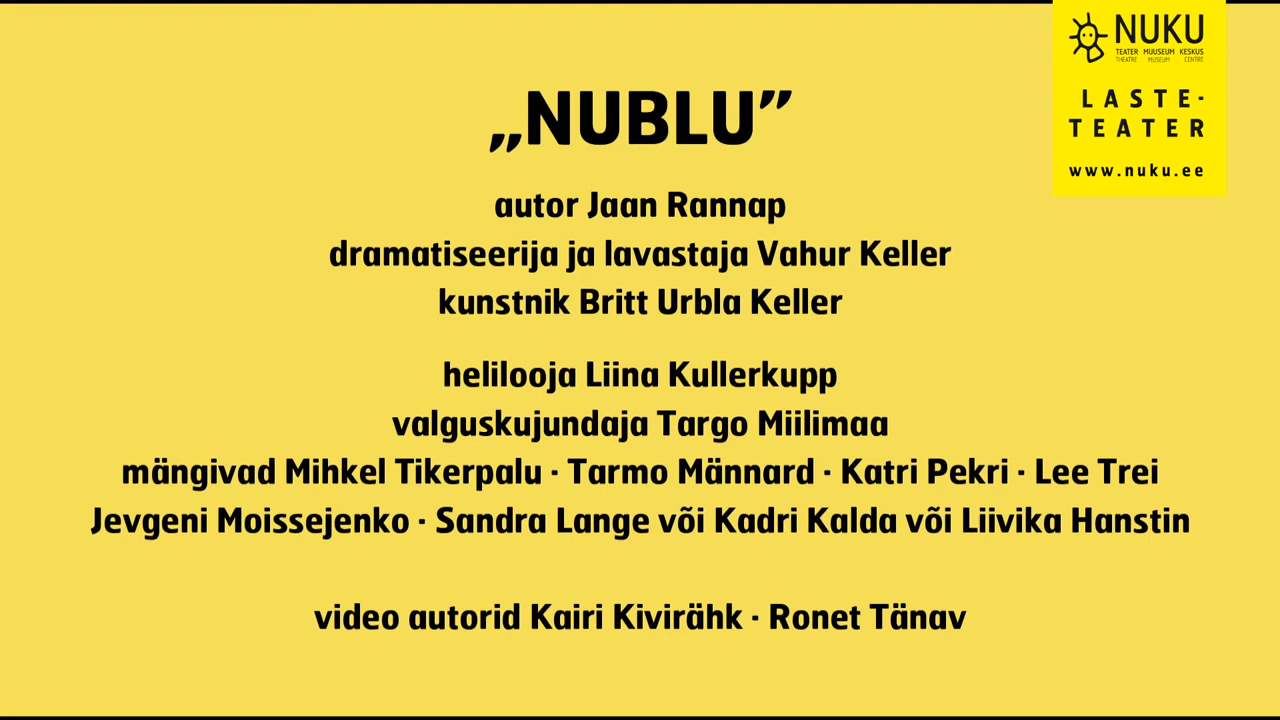 NUKU
TEATER MUUSEUM KESKUS
THEATRE MUSEUM CENTRE
LASTE-
TEATER
www.nuku.ee
„NUBLU”
autor Jaan Rannap
dramatiseerija ja lavastaja Vahur Keller
kunstnik Britt Urbla Keller
helilooja Liina Kullerkupp
valguskujundaja Targo Miilimaa
mängivad Mihkel Tikerpalu · Tarmo Männard · Katri Pekri · Lee Trei
Jevgeni Moissejenko · Sandra Lange või Kadri Kalda või Liivika Hanstin
video autorid Kairi Kivirähk · Ronet Tänav